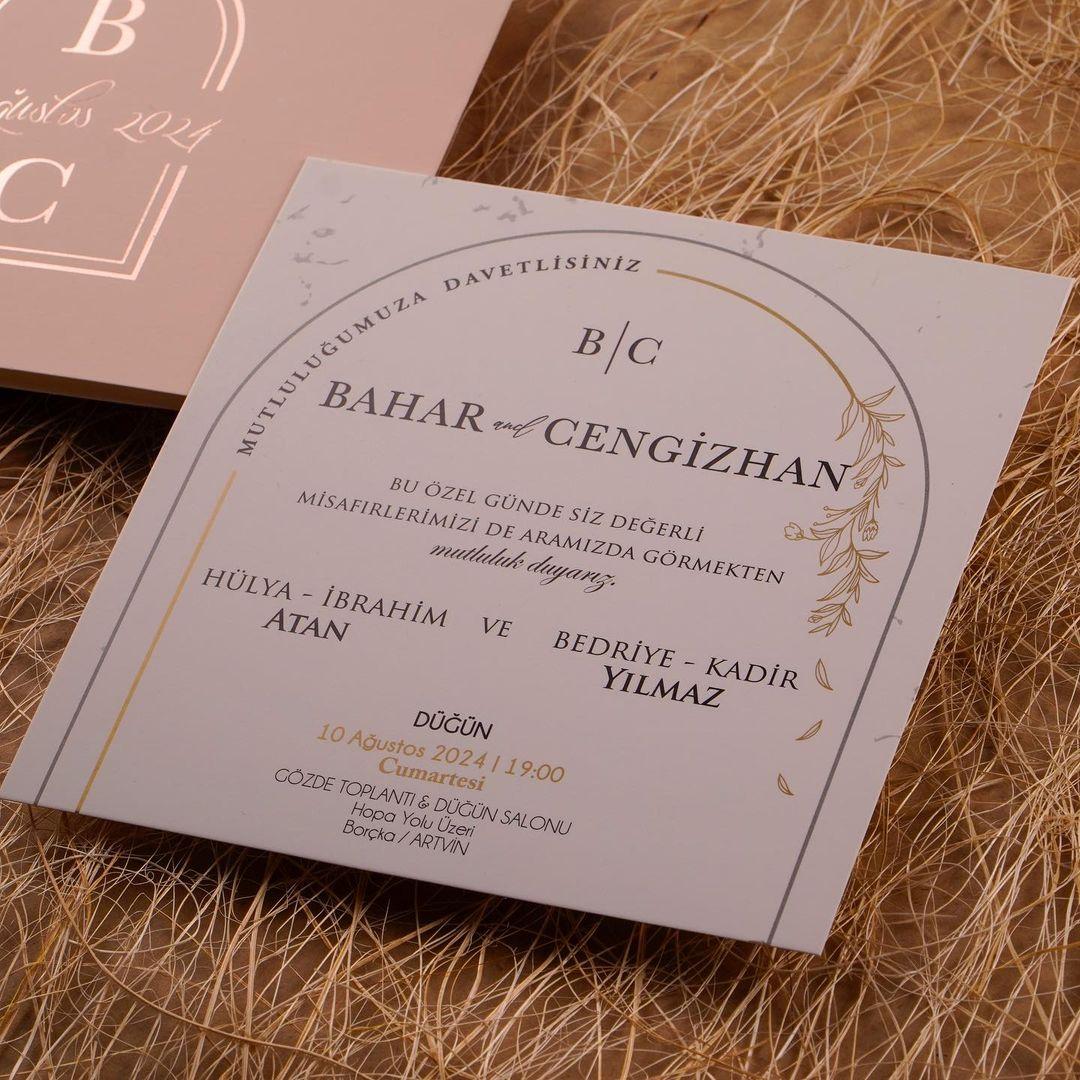 B
ğustos 2024
C
MUTLULUĞUMUZA DAVETLİSİNİZ
B|C
BAHAR and CENGİZHAN
BU ÖZEL GÜNDE SİZ DEĞERLİ
MİSAFIRLERİMİZİ DE ARAMIZDA GÖRMEKTEN
mutluluk duyarız.
HÜLYA - İBRAHİM VE BEDRİYE - KADİR
ATAN YILMAZ
DÜĞÜN
10 Ağustos 2024 | 19:00
Cumartesi
GÖZDE TOPLANTI & DÜĞÜN SALONU
Hopa Yolu Üzeri
Borçka / ARTVİN